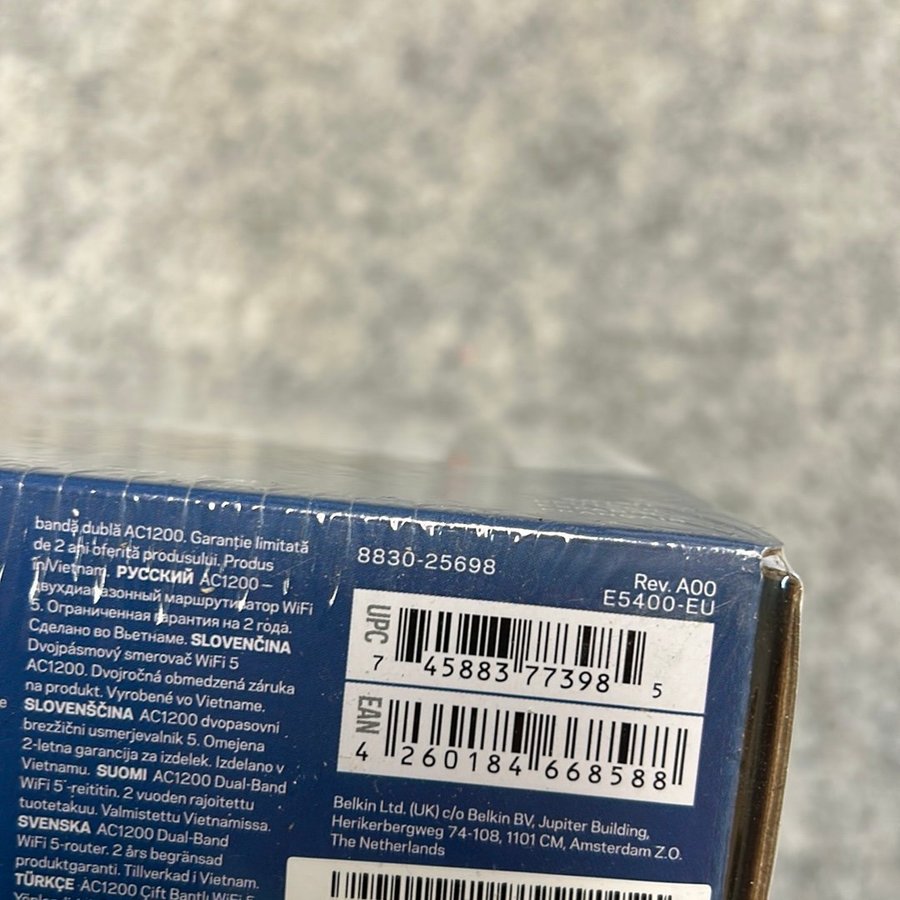 bandă dublă AC1200. Garanție limitată
de 2 ani oferită produsului. Produs
în Vietnam. РУССКИЙ AC1200 –
двухдиапазонный маршрутизатор WiFi
5. Ограниченная гарантия на 2 года.
Сделано во Вьетнаме. SLOVENČINA
Dvojpásmový smerovač WiFi 5
AC1200. Dvojročná obmedzená záruka
na produkt. Vyrobené vo Vietname.
SLOVENŠČINA AC1200 dvopasovni
brezžični usmerjevalnik 5. Omejena
2-letna garancija za izdelek. Izdelano v
Vietnamu. SUOMI AC1200 Dual-Band
WiFi 5 -reititin. 2 vuoden rajoitettu
tuotetakuu. Valmistettu Vietnamissa.
SVENSKA AC1200 Dual-Band
WiFi 5-router. 2 års begränsad
produktgaranti. Tillverkad i Vietnam.
TÜRKÇE AC1200 Çift Bantlı WiFi 5
8830-25698
Rev. A00
E5400-EU
UPC
7 45883 77398 5
EAN
4 260184 668588
Belkin Ltd. (UK) c/o Belkin BV, Jupiter Building,
Herikerbergweg 74-108, 1101 CM, Amsterdam Z.O.
The Netherlands